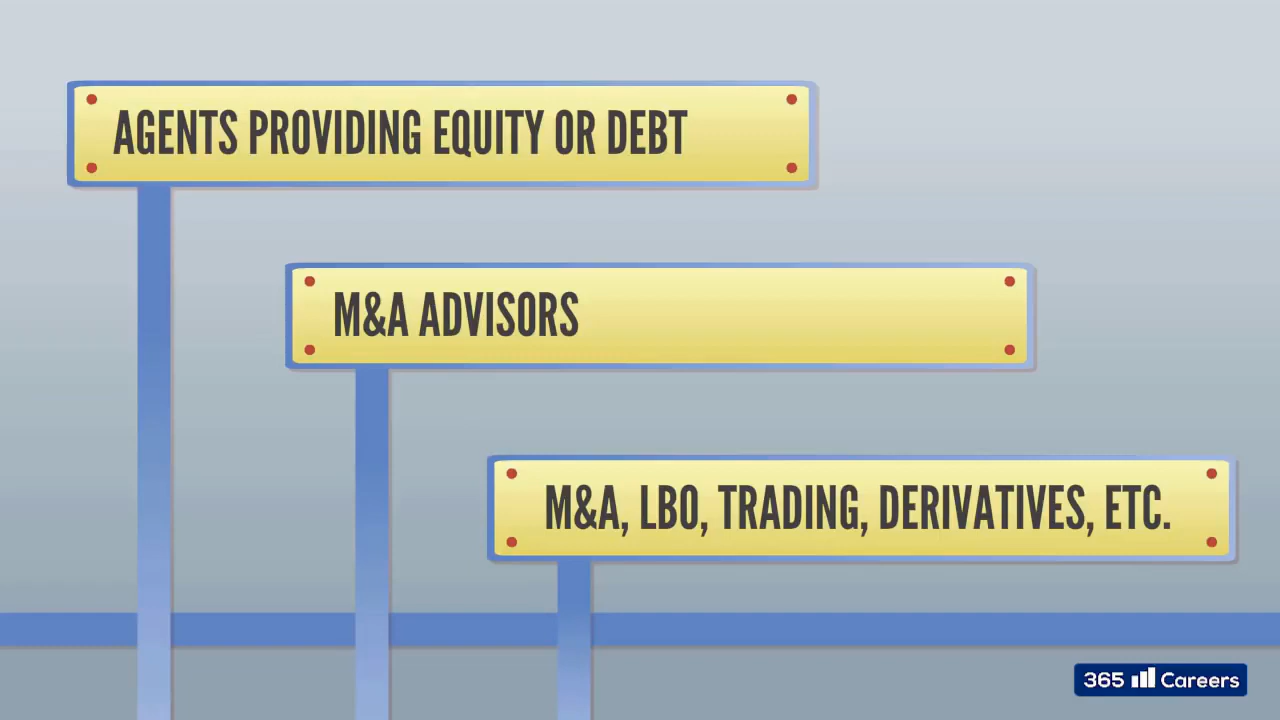 AGENTS PROVIDING EQUITY OR DEBT
M&A ADVISORS
M&A, LBO, TRADING, DERIVATIVES, ETC.
365 Careers